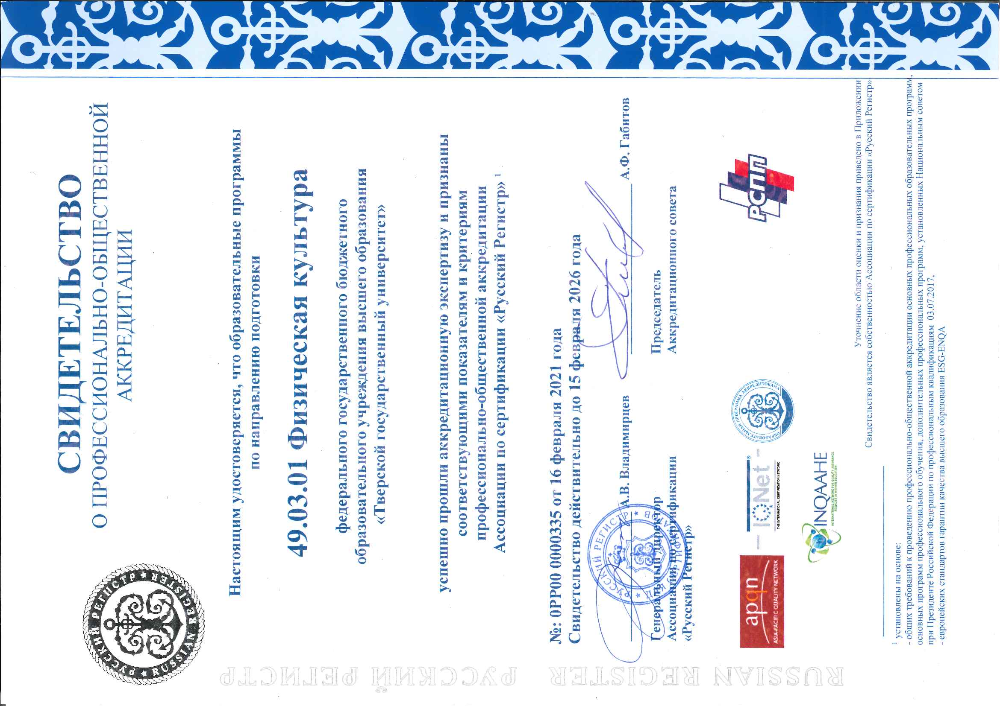 РУССКИЙ РЕГИСТР ★ RUSSIAN REGISTER ★
СВИДЕТЕЛЬСТВО
О ПРОФЕССИОНАЛЬНО-ОБЩЕСТВЕННОЙ
АККРЕДИТАЦИИ
Настоящим удостоверяется, что образовательные программы
по направлению подготовки
49.03.01 Физическая культура
федерального государственного бюджетного
образовательного учреждения высшего образования
«Тверской государственный университет»
успешно прошли аккредитационную экспертизу и признаны
соответствующими показателям и критериям
профессионально-общественной аккредитации
Ассоциации по сертификации «Русский Регистр» 1
№: 0РР00 0000335 от 16 февраля 2021 года
Свидетельство действительно до 15 февраля 2026 года
А.В. Владимирцев
А.Ф. Габитов
Генеральный директор
Ассоциации по сертификации
«Русский Регистр»
Председатель
Аккредитационного совета
РУССКИЙ РЕГИСТР
apqn
ASIA-PACIFIC QUALITY NETWORK
IQNet ®
THE INTERNATIONAL CERTIFICATION NETWORK
ОБРАЗОВАТЕЛЬНАЯ ПРОГРАММА АККРЕДИТОВАНА
РСПП
INQAAHE
INTERNATIONAL NETWORK FOR QUALITY ASSURANCE
AGENCIES IN HIGHER EDUCATION
Уточнение области оценки и признания приведено в Приложении
Свидетельство является собственностью Ассоциации по сертификации «Русский Регистр»
1 установлены на основе:
- общих требований к проведению профессионально-общественной аккредитации основных профессиональных образовательных программ,
основных программ профессионального обучения, дополнительных профессиональных программ, установленных Национальным советом
при Президенте Российской Федерации по профессиональным квалификациям 03.07.2017,
- европейских стандартов гарантии качества высшего образования ESG-ENQA
РУССКИЙ РЕГИСТР
RUSSIAN REGISTER